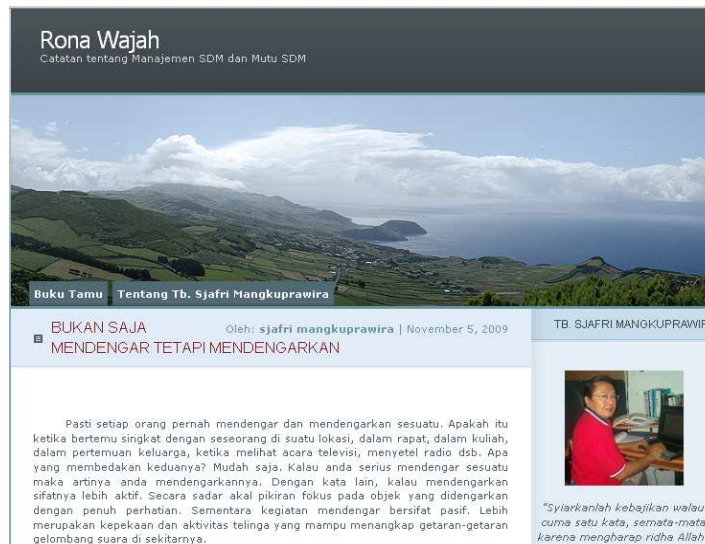 Rona Wajah
Catatan tentang Manajemen SDM dan Mutu SDM
Buku Tamu
Tentang Tb. Sjafri Mangkuprawira
BUKAN SAJA
MENDENGAR TETAPI MENDENGARKAN
Oleh: sjafri mangkuprawira | November 5, 2009
Pasti setiap orang pernah mendengar dan mendengarkan sesuatu. Apakah itu
ketika bertemu singkat dengan seseorang di suatu lokasi, dalam rapat, dalam kuliah,
dalam pertemuan keluarga, ketika melihat acara televisi, menyetel radio dsb. Apa
yang membedakan keduanya? Mudah saja. Kalau anda serius mendengar sesuatu
maka artinya anda mendengarkannya. Dengan kata lain, kalau mendengarkan
sifatnya lebih aktif. Secara sadar akal pikiran fokus pada objek yang didengarkan
dengan penuh perhatian. Sementara kegiatan mendengar bersifat pasif. Lebih
merupakan kepekaan dan aktivitas telinga yang mampu menangkap getaran-getaran
gelombang suara di sekitarnya.
TB. SJAFRI MANGKUPRAWIR
"Syiarkanlah kebajikan walau
cuma satu kata, semata-mata
karena mengharap ridha Allah